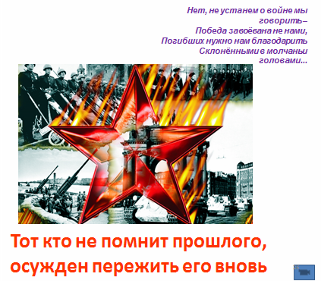 Нет, не устанем о войне мы
говорить–
Победа завоёвана не нами,
Погибших нужно нам благодарить
Склонёнными в молчаньи
головами...
Тот кто не помнит прошлого,
осужден пережить его вновь